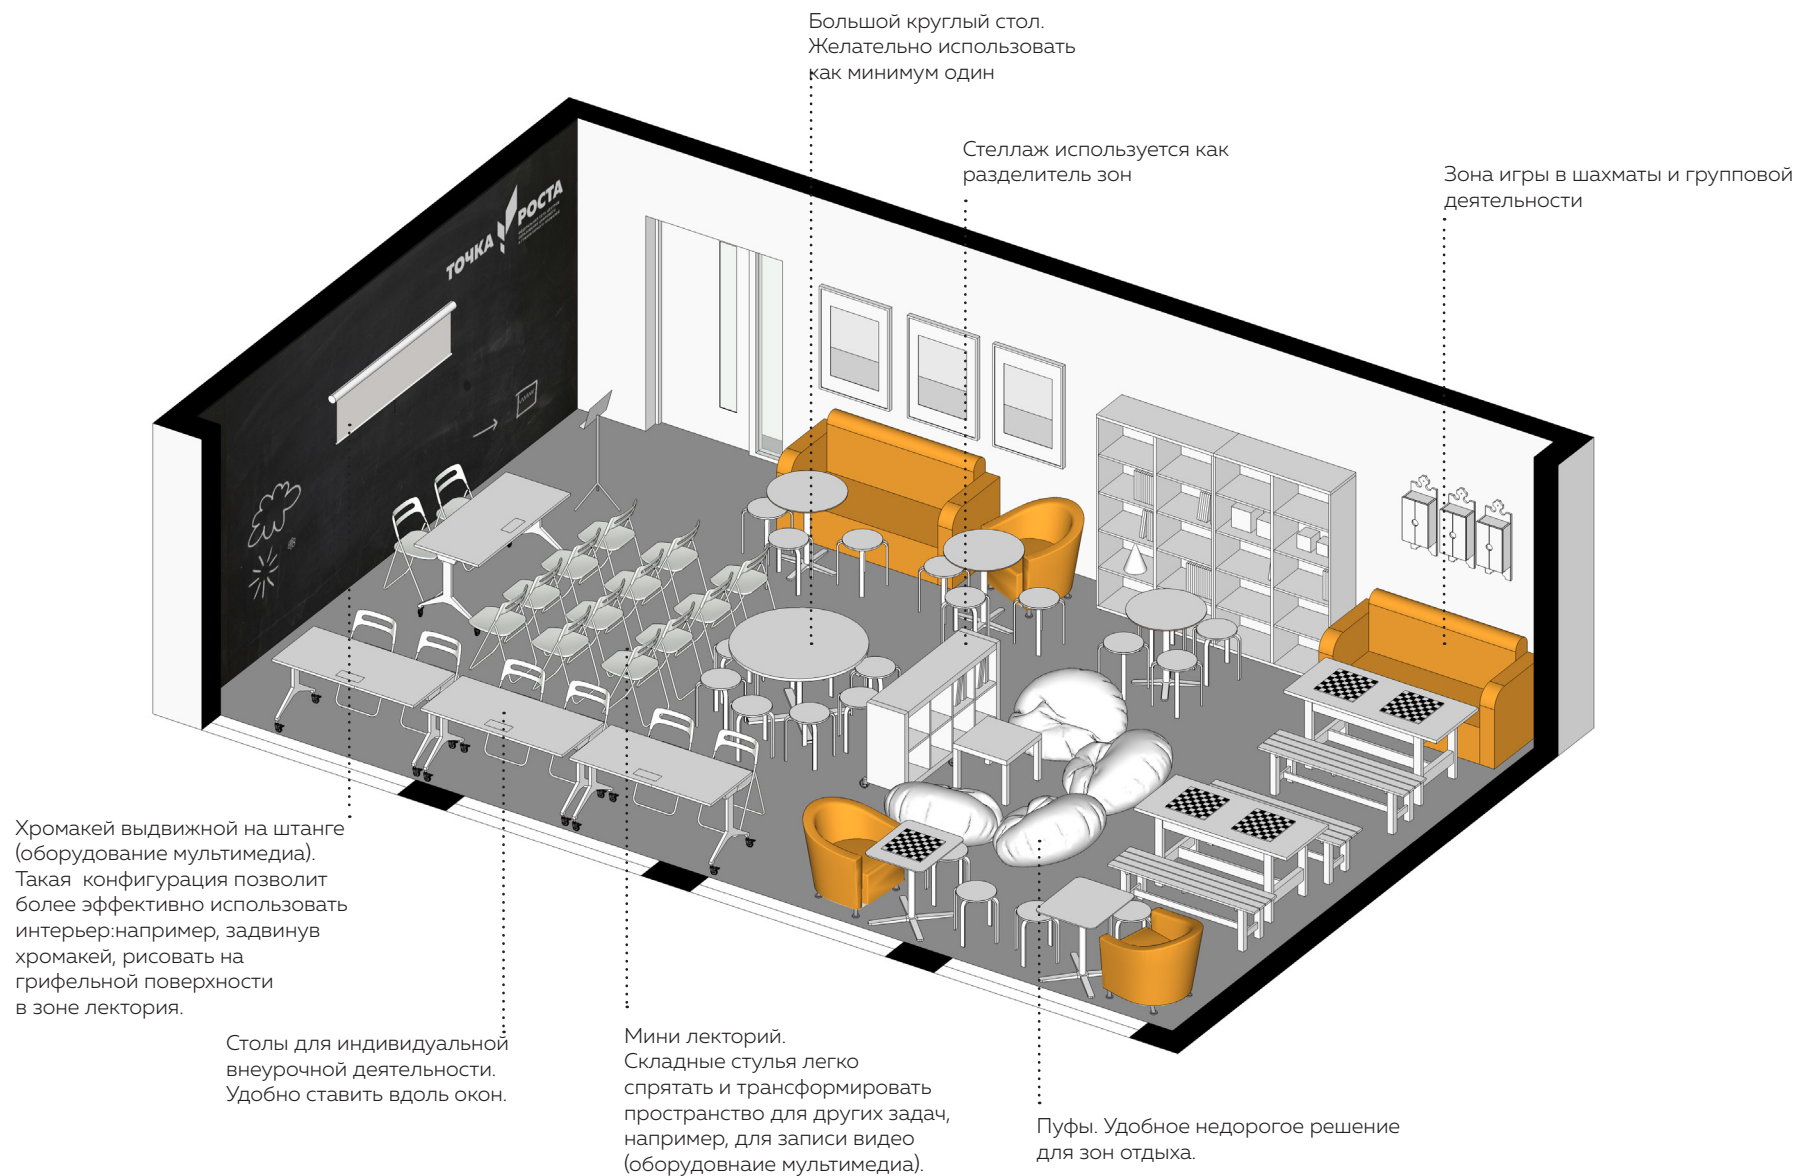 Большой круглый стол.
Желательно использовать
как минимум один
Стеллаж используется как
разделитель зон
Зона игры в шахматы и групповой
деятельности
ТОЧКА РОСТА
Хромакей выдвижной на штанге
(оборудование мультимедиа).
Такая конфигурация позволит
более эффективно использовать
интерьер:например, задвинув
хромакей, рисовать на
грифельной поверхности
в зоне лектория.
Столы для индивидуальной
внеурочной деятельности.
Удобно ставить вдоль окон.
Мини лекторий.
Складные стулья легко
спрятать и трансформировать
пространство для других задач,
например, для записи видео
(оборудовнаие мультимедиа).
Пуфы. Удобное недорогое решение
для зон отдыха.